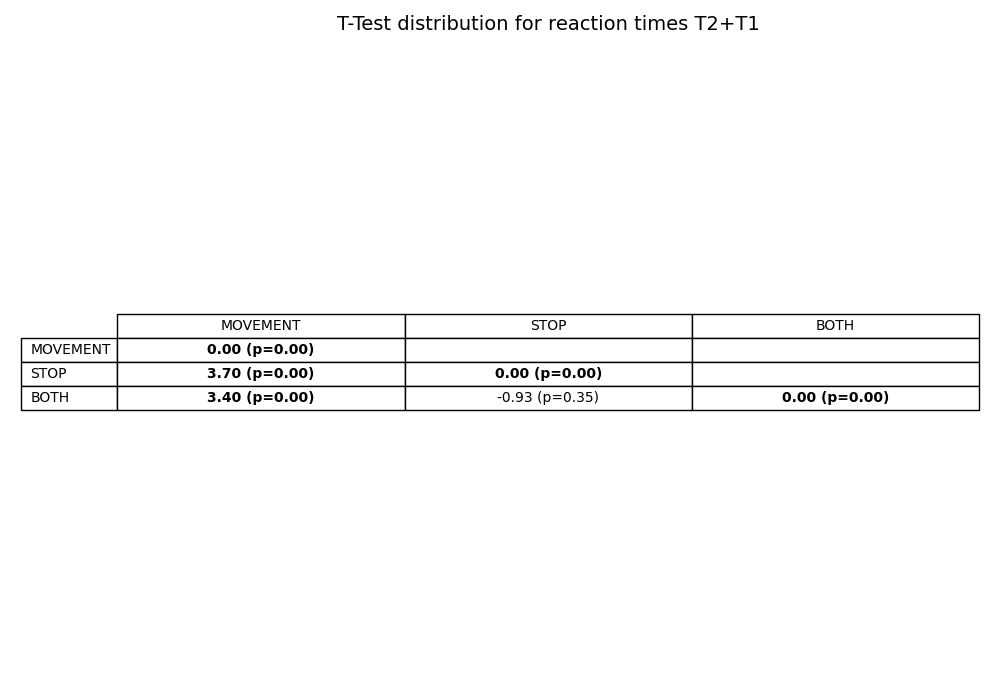 T-Test distribution for reaction times T2+T1
MOVEMENT STOP BOTH
MOVEMENT 0.00 (p=0.00)
STOP 3.70 (p=0.00) 0.00 (p=0.00)
BOTH 3.40 (p=0.00) -0.93 (p=0.35) 0.00 (p=0.00)